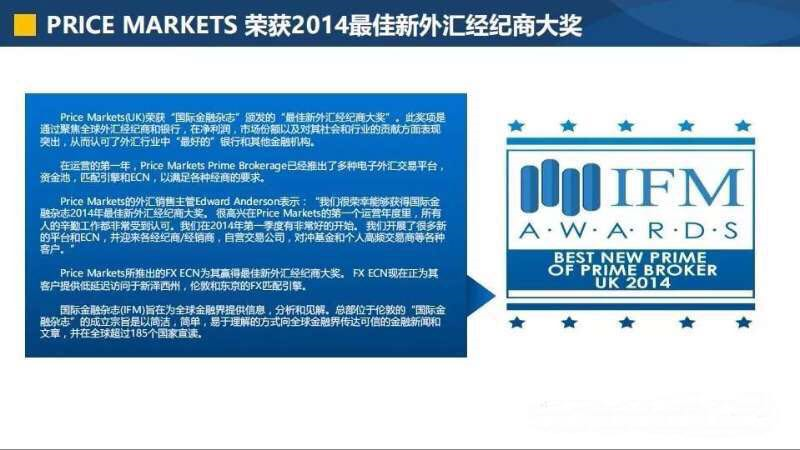 PRICE MARKETS 荣获2014最佳新外汇经纪商大奖
Price Markets(UK)荣获“国际金融杂志”颁发的“最佳新外汇经纪商大奖”。此奖项是
通过聚焦全球外汇经纪商和银行，在净利润，市场份额以及对其社会和行业的贡献方面表现
突出，从而认可了外汇行业中“最好的”银行和其他金融机构。
在运营的第一年，Price Markets Prime Brokerage已经推出了多种电子外汇交易平台，
资金池，匹配引擎和ECN，以满足各种经商的要求。
Price Markets的外汇销售主管Edward Anderson表示：“我们很荣幸能够获得国际金
融杂志2014年最佳新外汇经纪商大奖。 很高兴在Price Markets的第一个运营年度里，所有
人的辛勤工作都非常受到认可。我们在2014年第一季度有非常好的开始。 我们开展了很多新
的平台和ECN，并迎来各经纪商/经销商，自营交易公司，对冲基金和个人高频交易商等各种
客户。”
Price Markets所推出的FX ECN为其赢得最佳新外汇经纪商大奖。 FX ECN现在正为其
客户提供低延迟访问于新泽西州，伦敦和东京的FX匹配引擎。
国际金融杂志(IFM)旨在为全球金融界提供信息，分析和见解。总部位于伦敦的“国际金
融杂志”的成立宗旨是以简洁，简单，易于理解的方式向全球金融界传达可信的金融新闻和
文章，并在全球超过185个国家宣读。
IFM
A·W·A·R·D·S
BEST NEW PRIME
OF PRIME BROKER
UK 2014